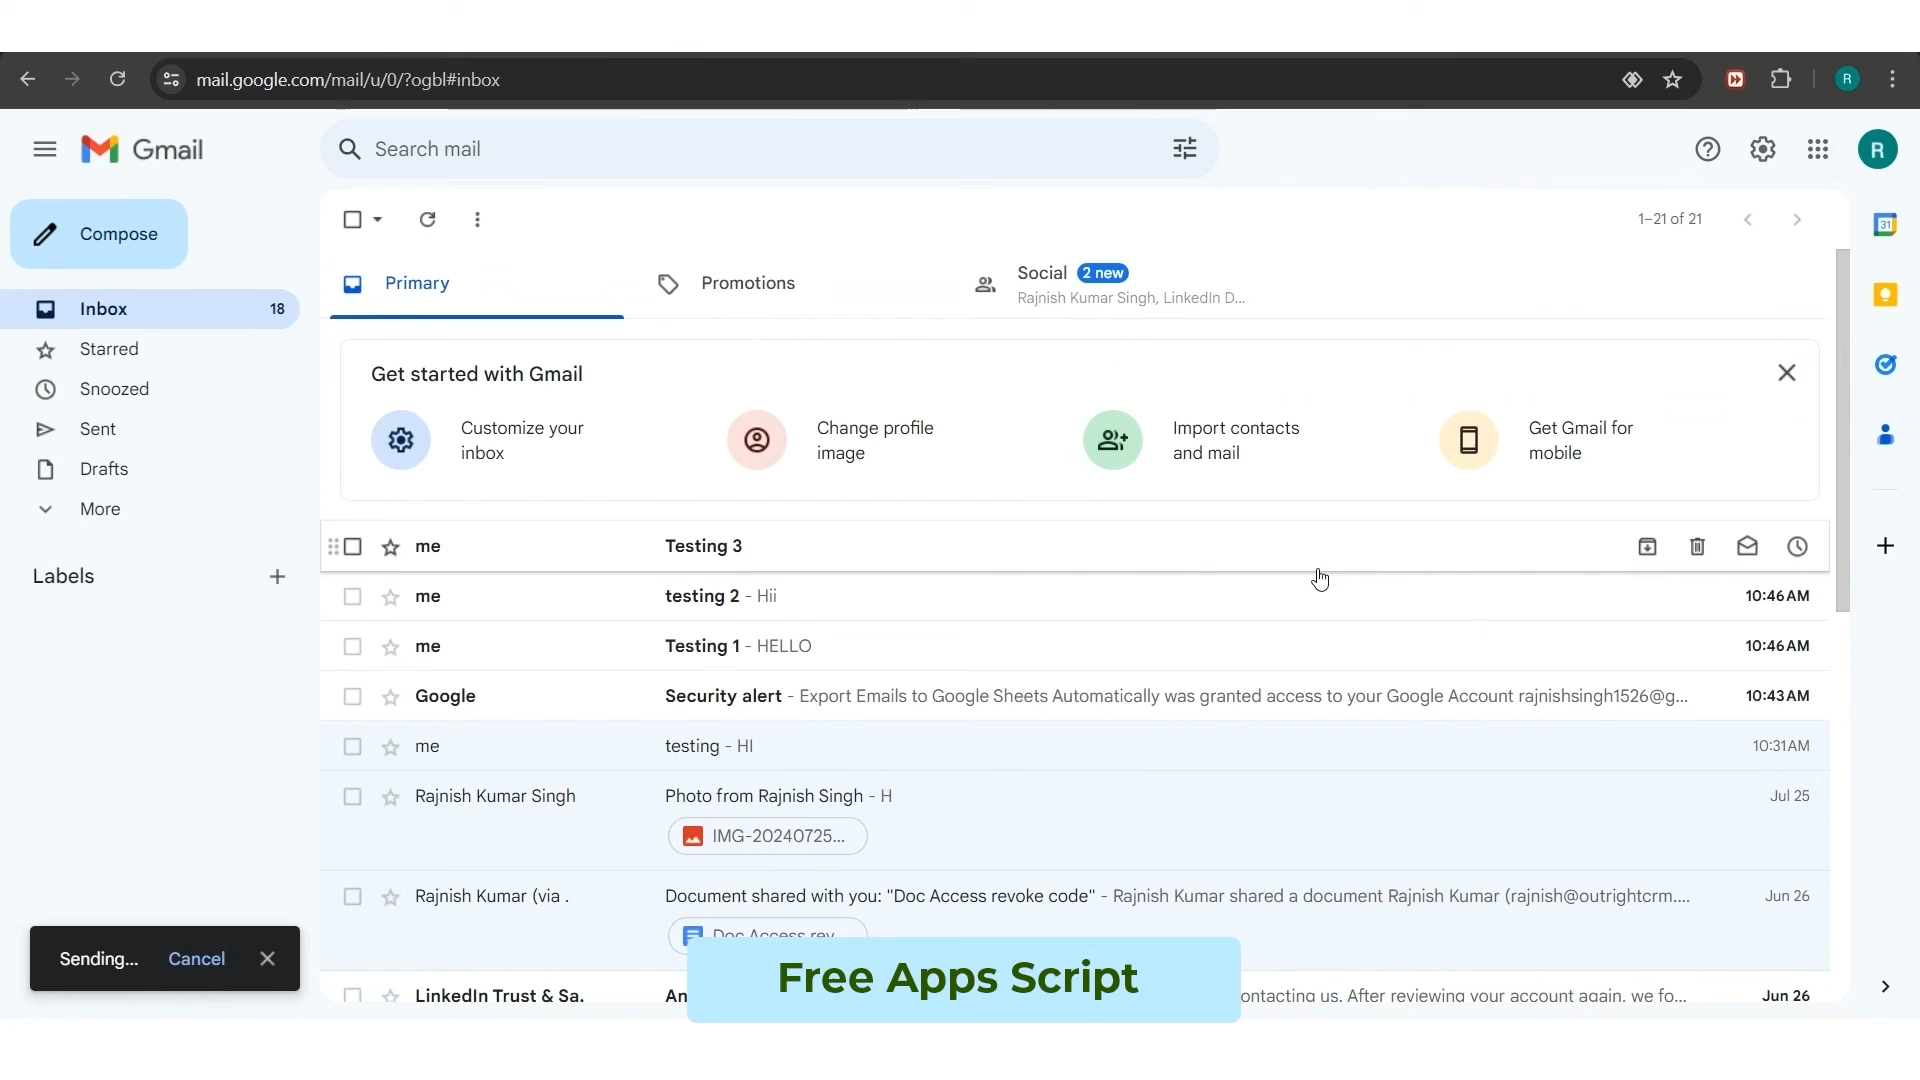 mail.google.com/mail/u/0/?ogbl#inbox
R
Gmail
Search mail
R
Compose
1–21 of 21
31
Primary
Promotions
Social 2 new
Rajnish Kumar Singh, LinkedIn D...
Inbox 18
Starred
Snoozed
Sent
Drafts
More
Labels
Get started with Gmail
Customize your
inbox
Change profile
image
Import contacts
and mail
Get Gmail for
mobile
me Testing 3
me testing 2 - Hii 10:46 AM
me Testing 1 - HELLO 10:46 AM
Google Security alert - Export Emails to Google Sheets Automatically was granted access to your Google Account rajnishsingh1526@g... 10:43 AM
me testing - HI 10:31 AM
Rajnish Kumar Singh Photo from Rajnish Singh - H Jul 25
IMG-20240725...
Rajnish Kumar (via . Document shared with you: "Doc Access revoke code" - Rajnish Kumar shared a document Rajnish Kumar (rajnish@outrightcrm.... Jun 26
Doc Access rev...
LinkedIn Trust & Sa. An ontacting us. After reviewing your account again, we fo... Jun 26
Sending... Cancel
Free Apps Script